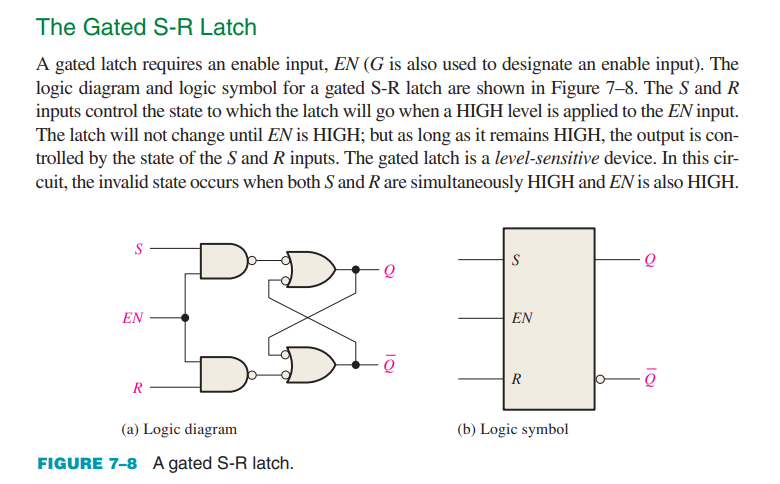 The Gated S-R Latch
A gated latch requires an enable input, EN (G is also used to designate an enable input). The
logic diagram and logic symbol for a gated S-R latch are shown in Figure 7–8. The S and R
inputs control the state to which the latch will go when a HIGH level is applied to the EN input.
The latch will not change until EN is HIGH; but as long as it remains HIGH, the output is con-
trolled by the state of the S and R inputs. The gated latch is a level-sensitive device. In this cir-
cuit, the invalid state occurs when both S and R are simultaneously HIGH and EN is also HIGH.
S
Q
EN
Q̅
R
(a) Logic diagram
S
Q
EN
R
Q̅
(b) Logic symbol
FIGURE 7–8 A gated S-R latch.